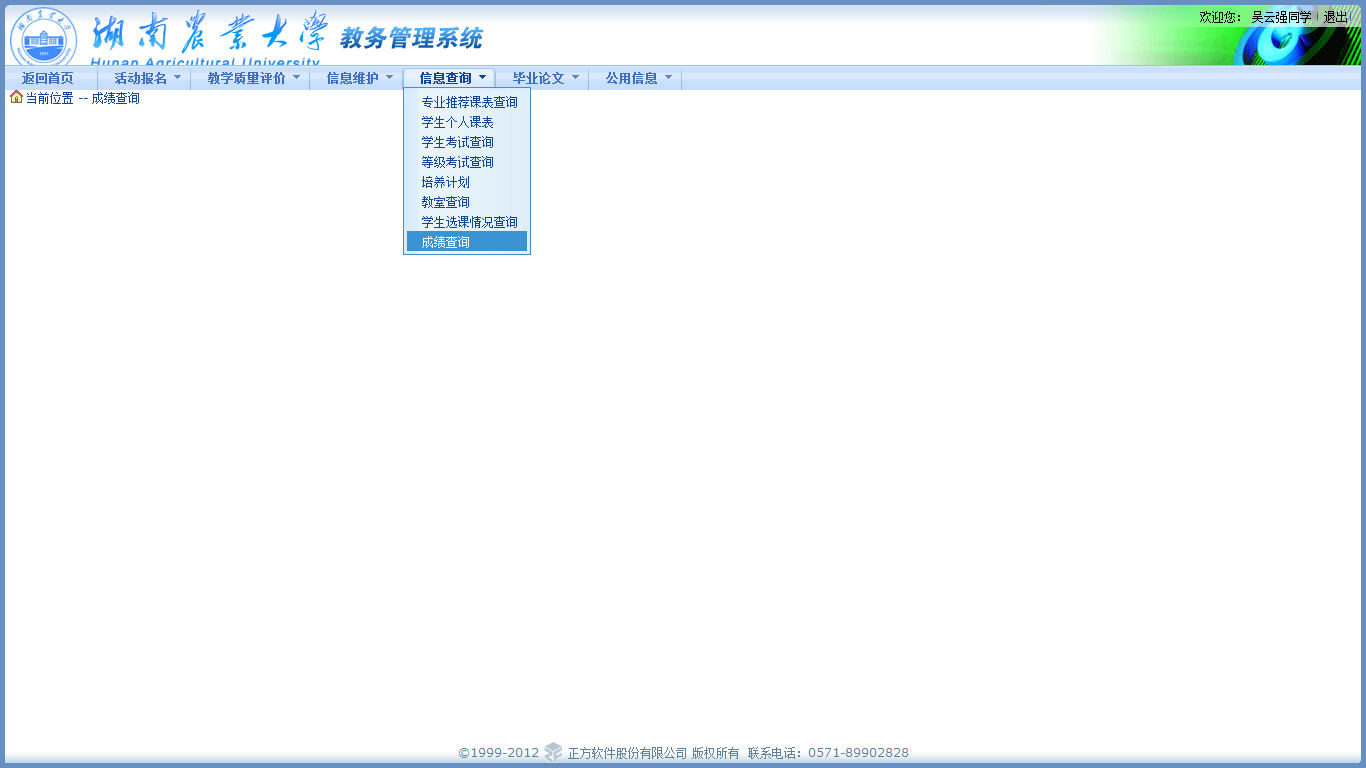 湖南農業大学 教务管理系统
Hunan Agricultural University
欢迎您： 吴云强同学 退出
返回首页 活动报名 教学质量评价 信息维护 信息查询 毕业论文 公用信息
当前位置 -- 成绩查询
专业推荐课表查询
学生个人课表
学生考试查询
等级考试查询
培养计划
教室查询
学生选课情况查询
成绩查询
©1999-2012 正方软件股份有限公司 版权所有 联系电话：0571-89902828